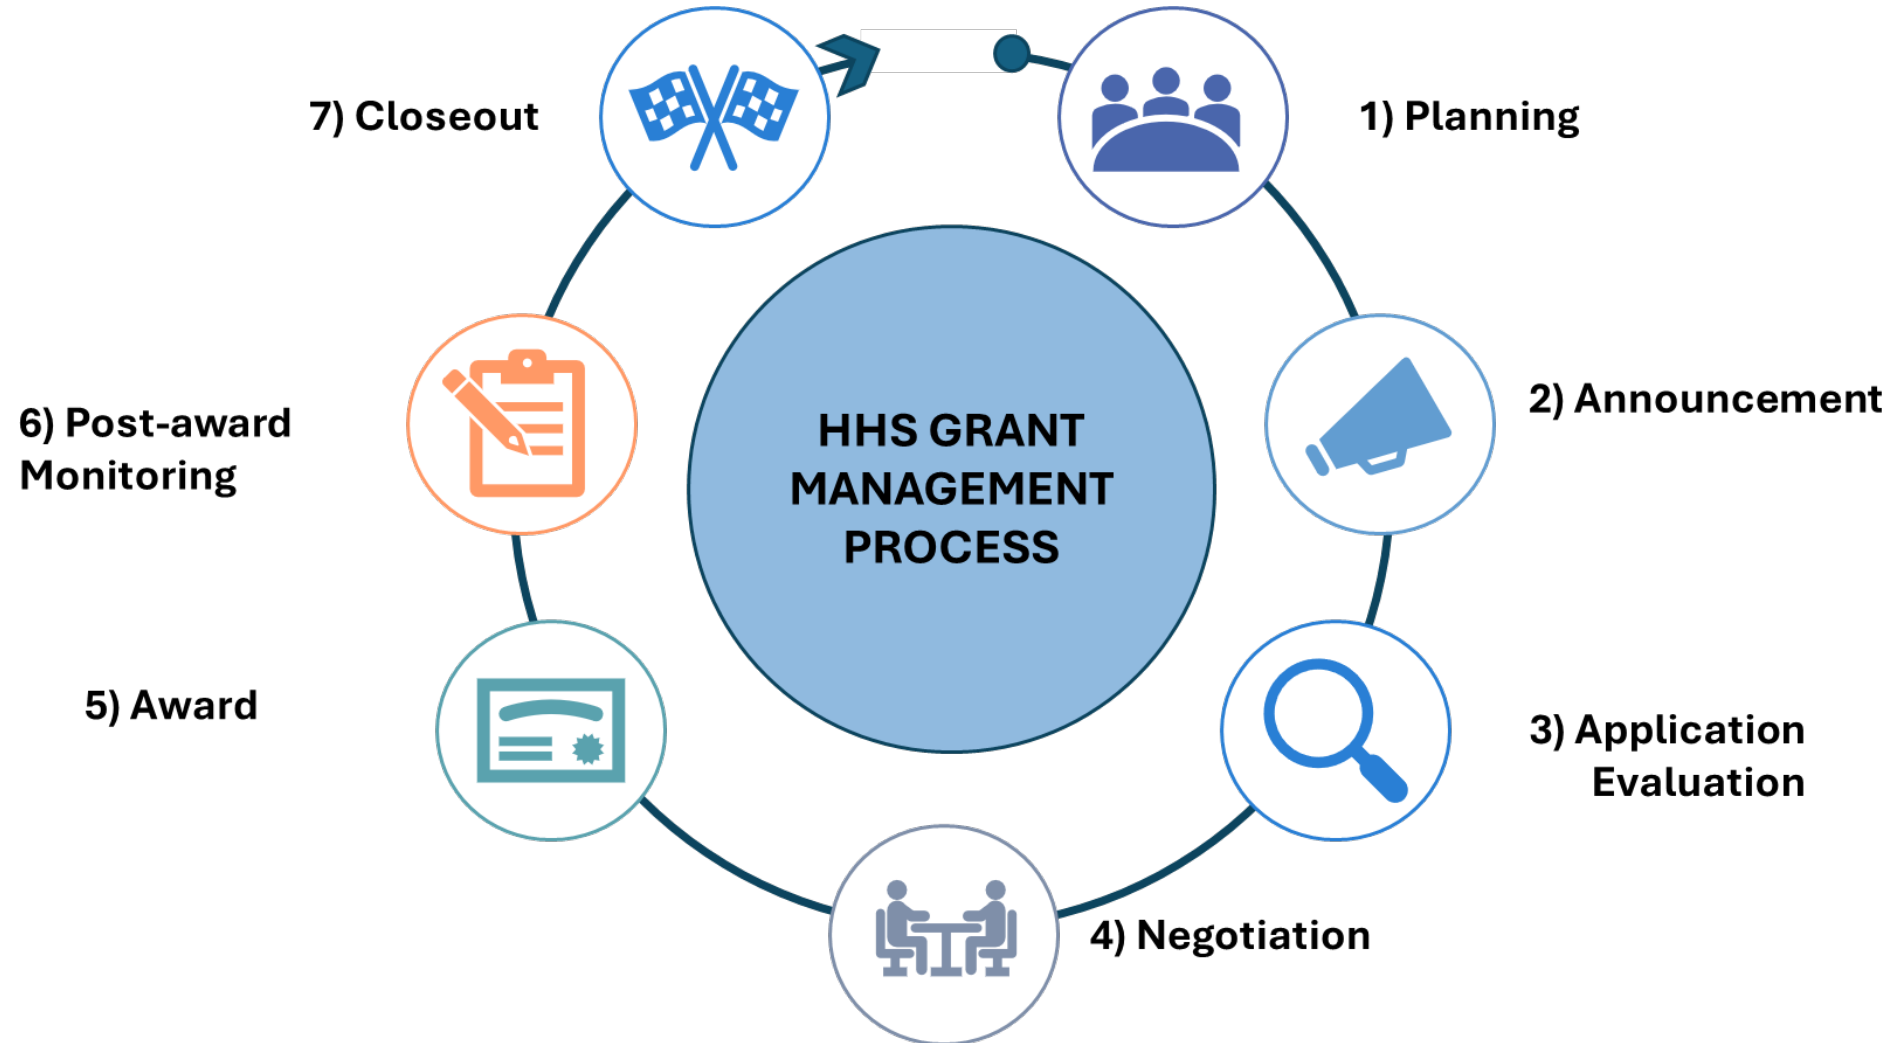 HHS GRANT
MANAGEMENT
PROCESS
1) Planning
2) Announcement
3) Application
Evaluation
4) Negotiation
5) Award
6) Post-award
Monitoring
7) Closeout